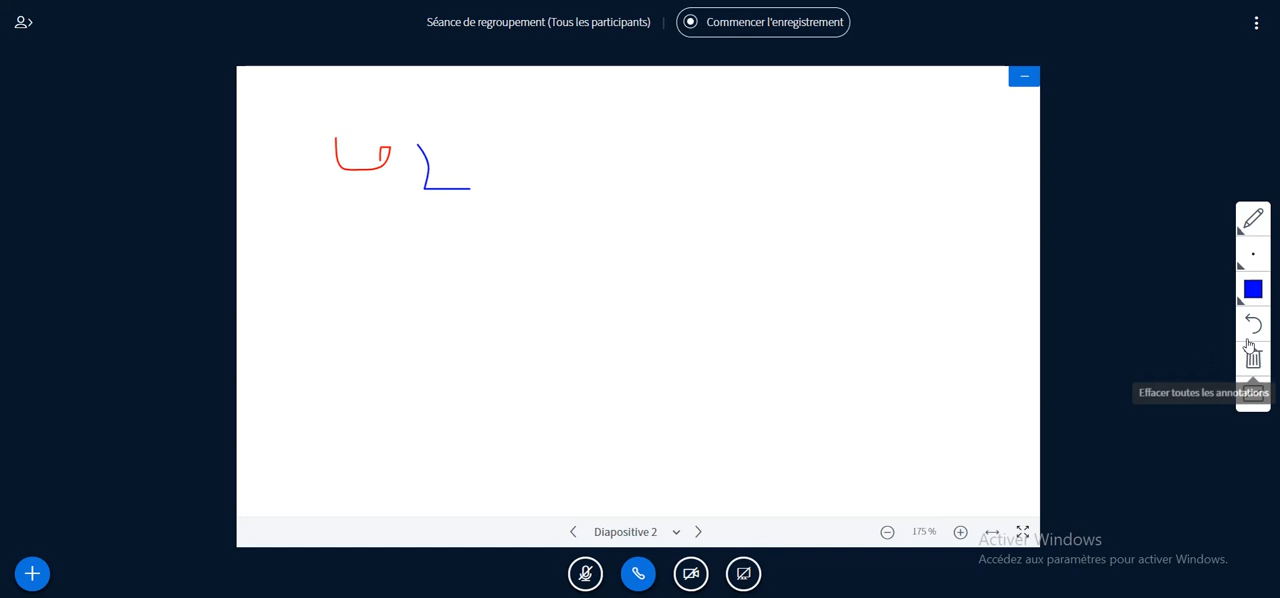 Séance de regroupement (Tous les participants) | Commencer l'enregistrement
Effacer toutes les annotations
Diapositive 2
175 %
Activer Windows
Accédez aux paramètres pour activer Windows.